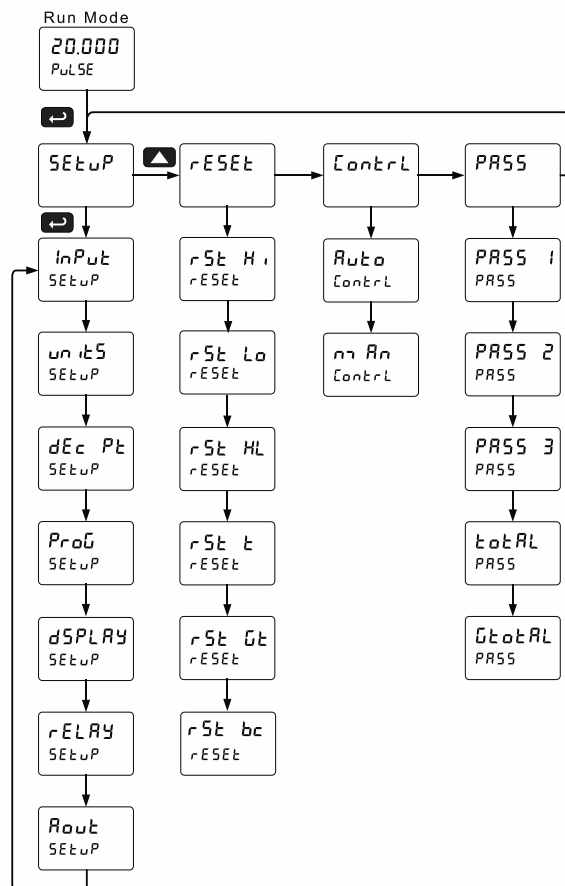 Run Mode
20.000
PuLSE
SEtuP
rESEt
ContrL
PASS
InPut
SEtuP
rSt Hi
rESEt
Auto
ContrL
PASS 1
PASS
unitS
SEtuP
rSt Lo
rESEt
mAn
ContrL
PASS 2
PASS
dEc Pt
SEtuP
rSt HL
rESEt
PASS 3
PASS
ProG
SEtuP
rSt t
rESEt
totAL
PASS
dSPLAY
SEtuP
rSt Gt
rESEt
GtotAL
PASS
rELAY
SEtuP
rSt bc
rESEt
Aout
SEtuP